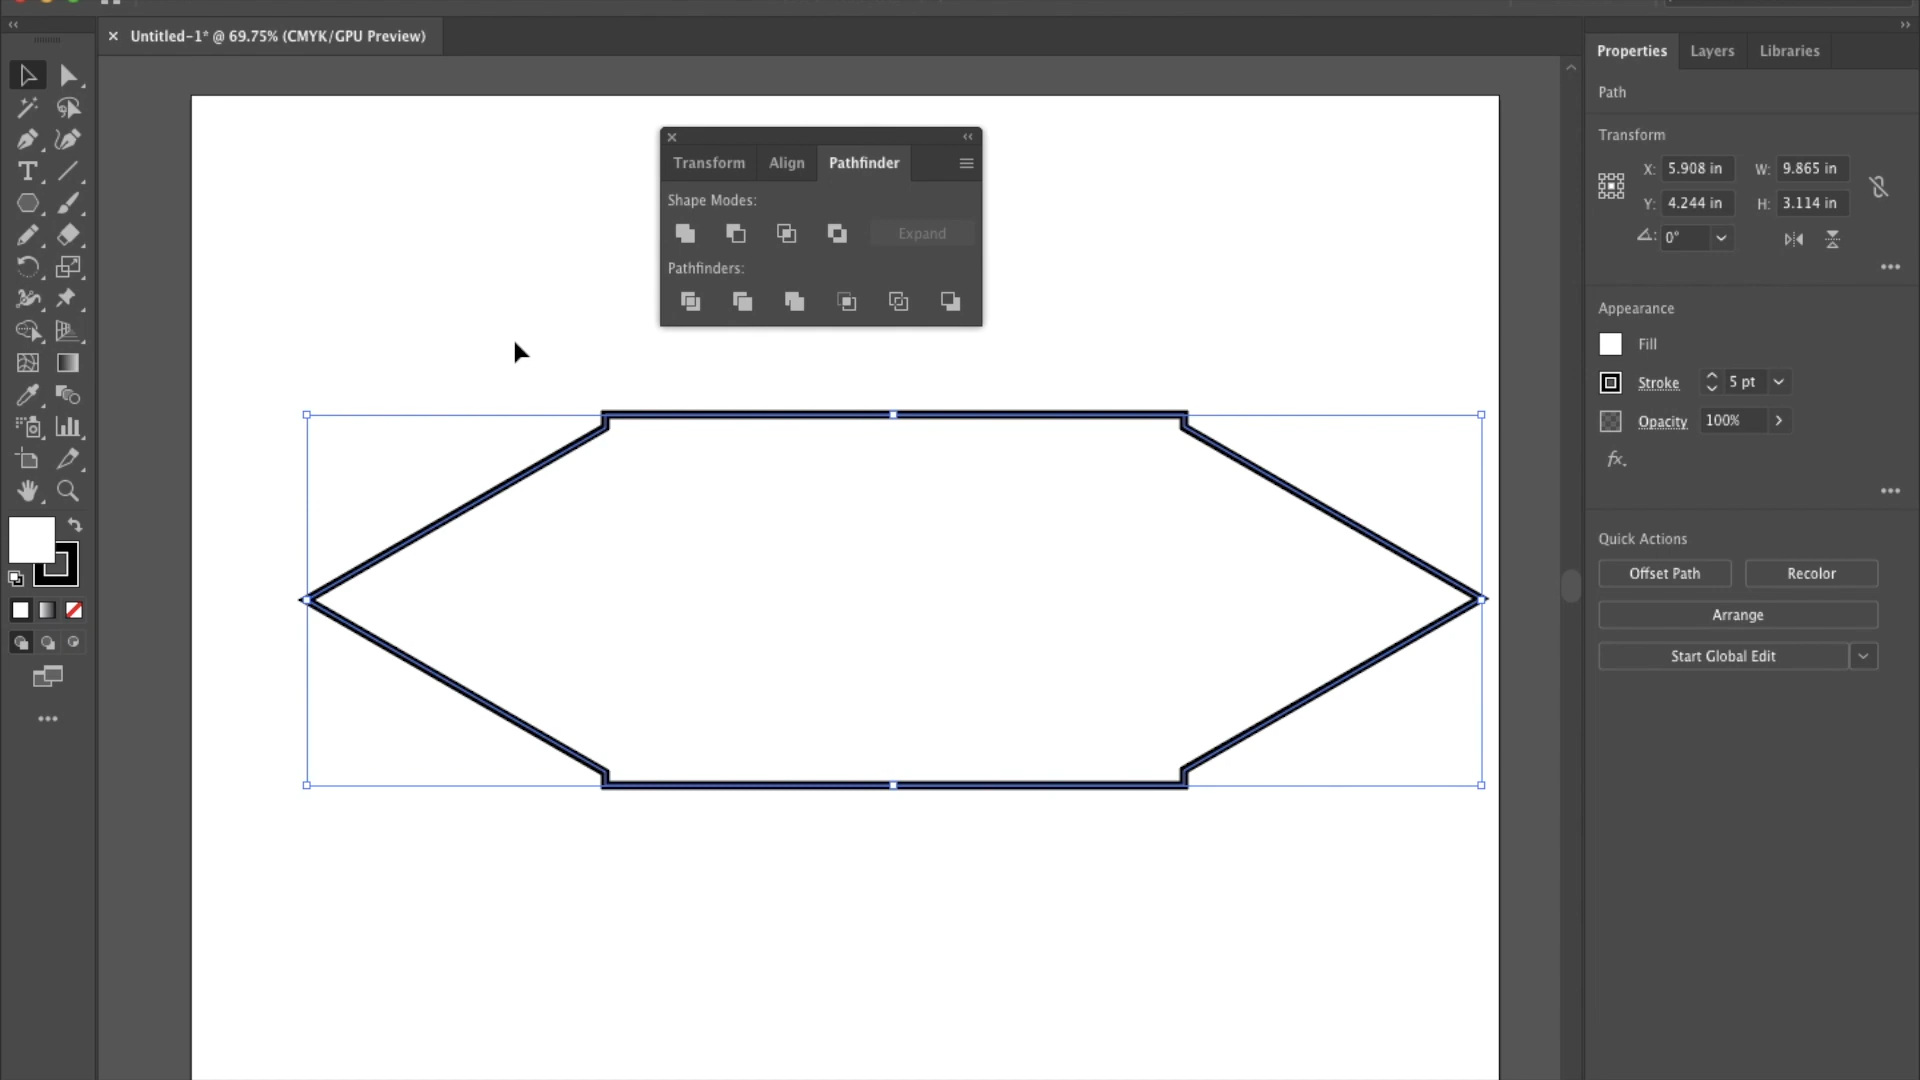 Untitled-1* @ 69.75% (CMYK/GPU Preview)
Properties
Layers
Libraries
Path
Transform
X: 5.908 in
W: 9.865 in
Y: 4.244 in
H: 3.114 in
0°
Appearance
Fill
Stroke
5 pt
Opacity
100%
fx.
Quick Actions
Offset Path
Recolor
Arrange
Start Global Edit
Transform
Align
Pathfinder
Shape Modes:
Expand
Pathfinders: